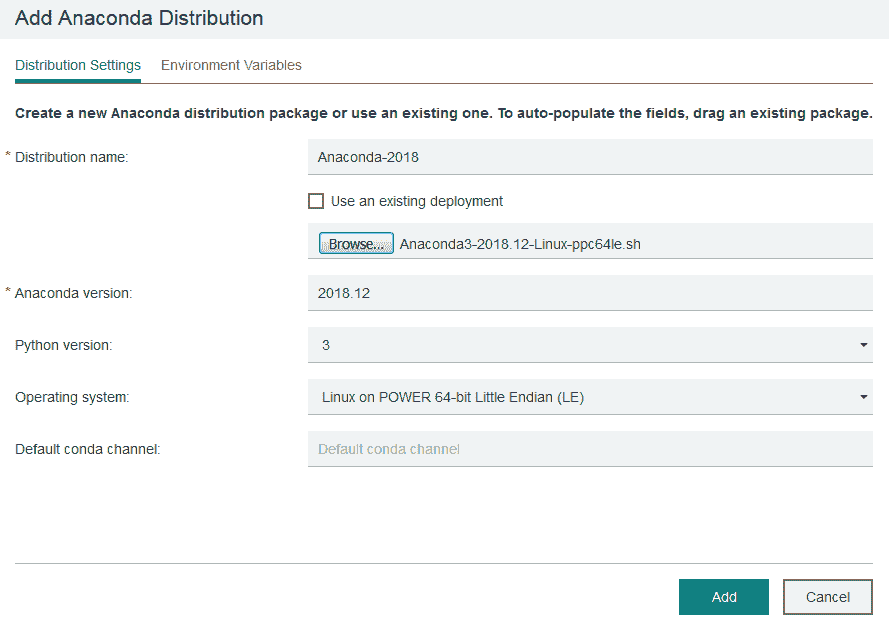 Add Anaconda Distribution
Distribution Settings Environment Variables
Create a new Anaconda distribution package or use an existing one. To auto-populate the fields, drag an existing package.
* Distribution name: Anaconda-2018
Use an existing deployment
Browse... Anaconda3-2018.12-Linux-ppc64le.sh
* Anaconda version: 2018.12
Python version: 3
Operating system: Linux on POWER 64-bit Little Endian (LE)
Default conda channel: Default conda channel
Add Cancel